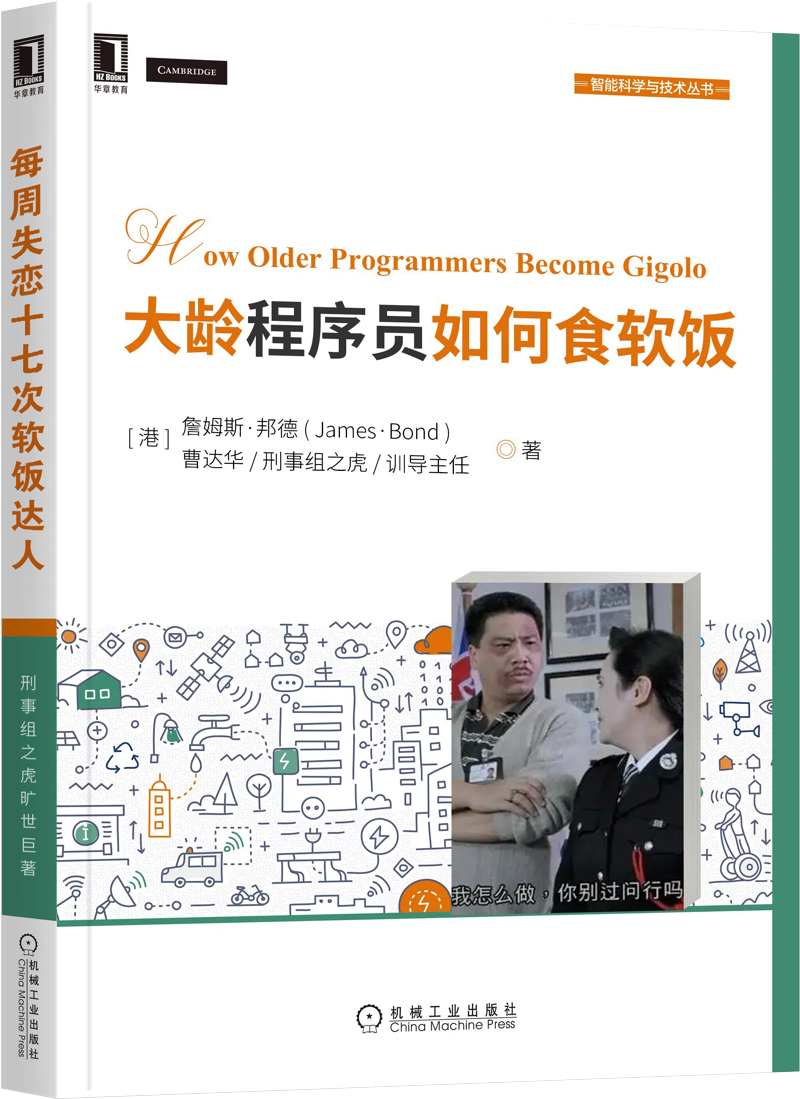 HZ BOOKS
华章教育
每周失恋十七次软饭达人
刑事组之虎旷世巨著
机械工业出版社
China Machine Press
HZ BOOKS
华章教育
CAMBRIDGE
智能科学与技术丛书
How Older Programmers Become Gigolo
大龄程序员如何食软饭
[港] 詹姆斯·邦德 ( James·Bond )
曹达华 / 刑事组之虎 / 训导主任 ◎ 著
我怎么做，你别过问行吗
机械工业出版社
China Machine Press